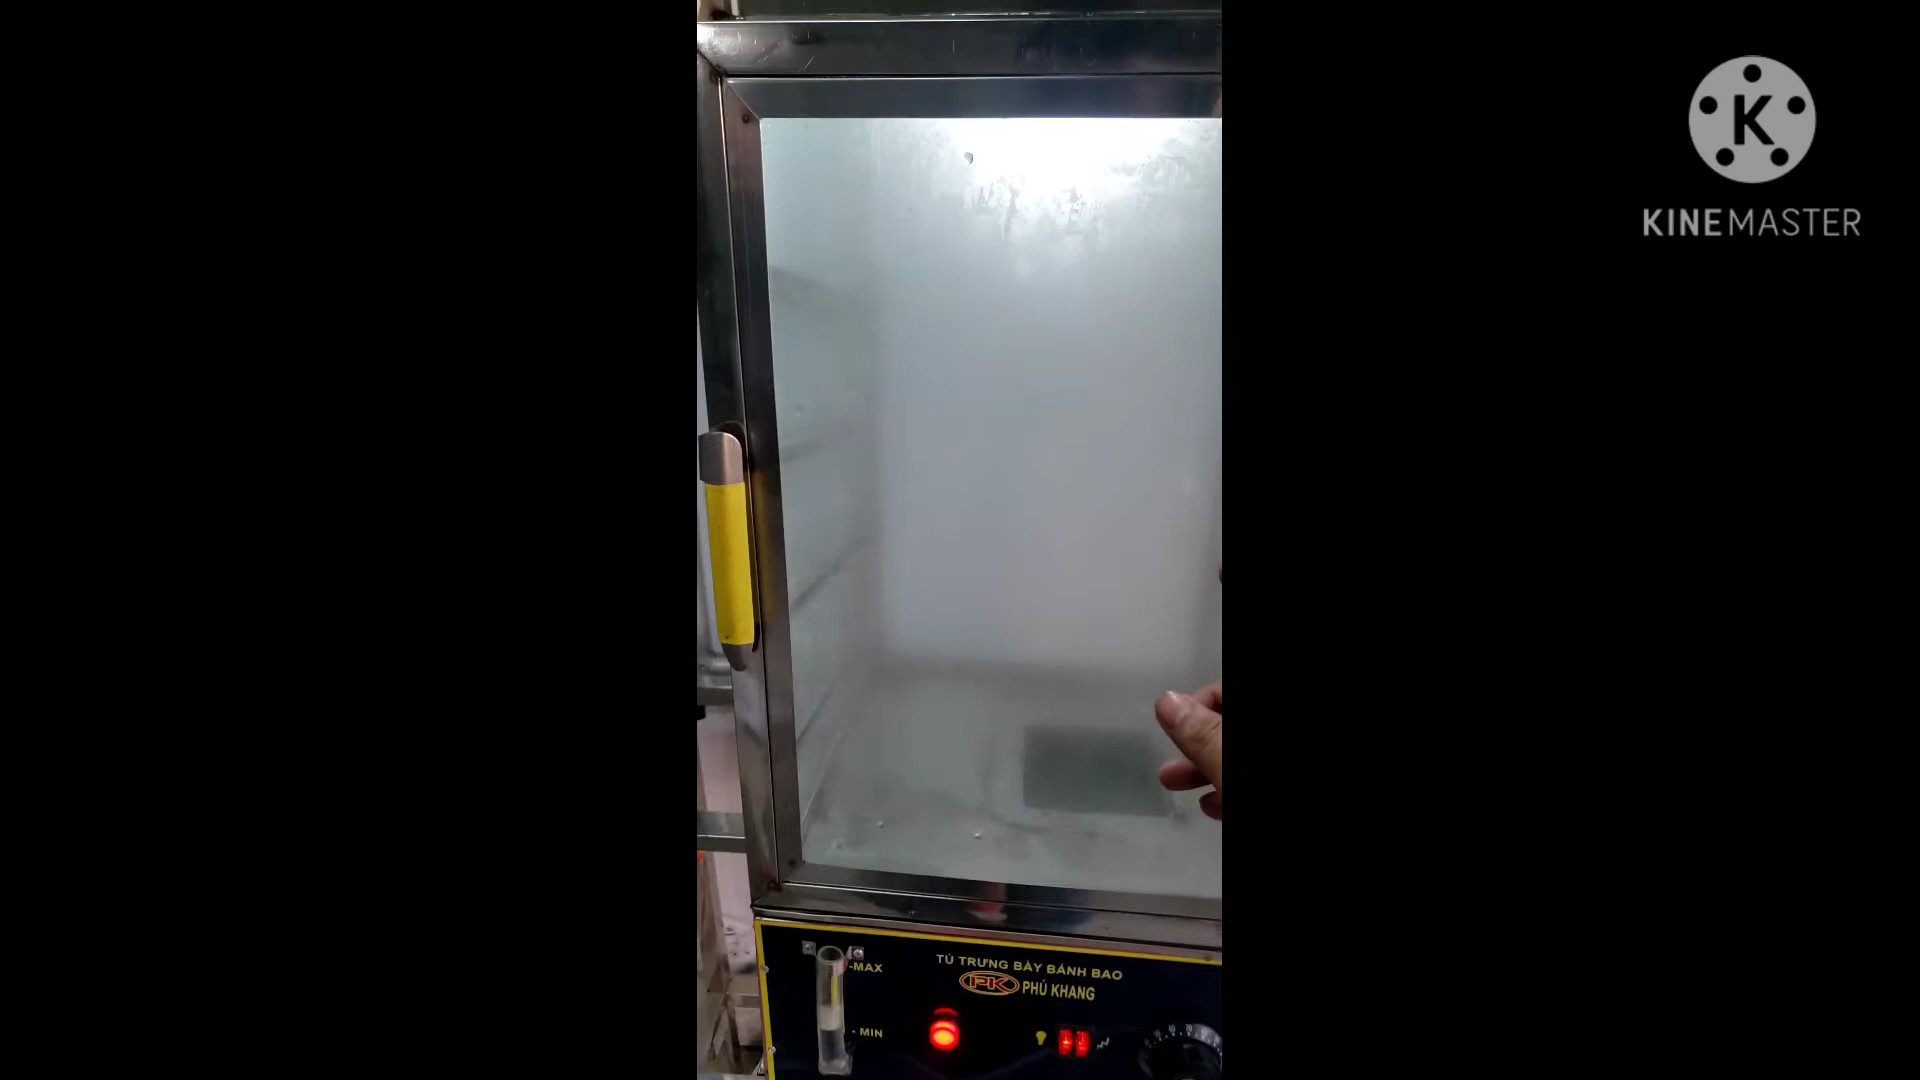 K
KINEMASTER
-MAX
TỦ TRƯNG BÀY BÁNH BAO
PK PHÚ KHANG
- MIN